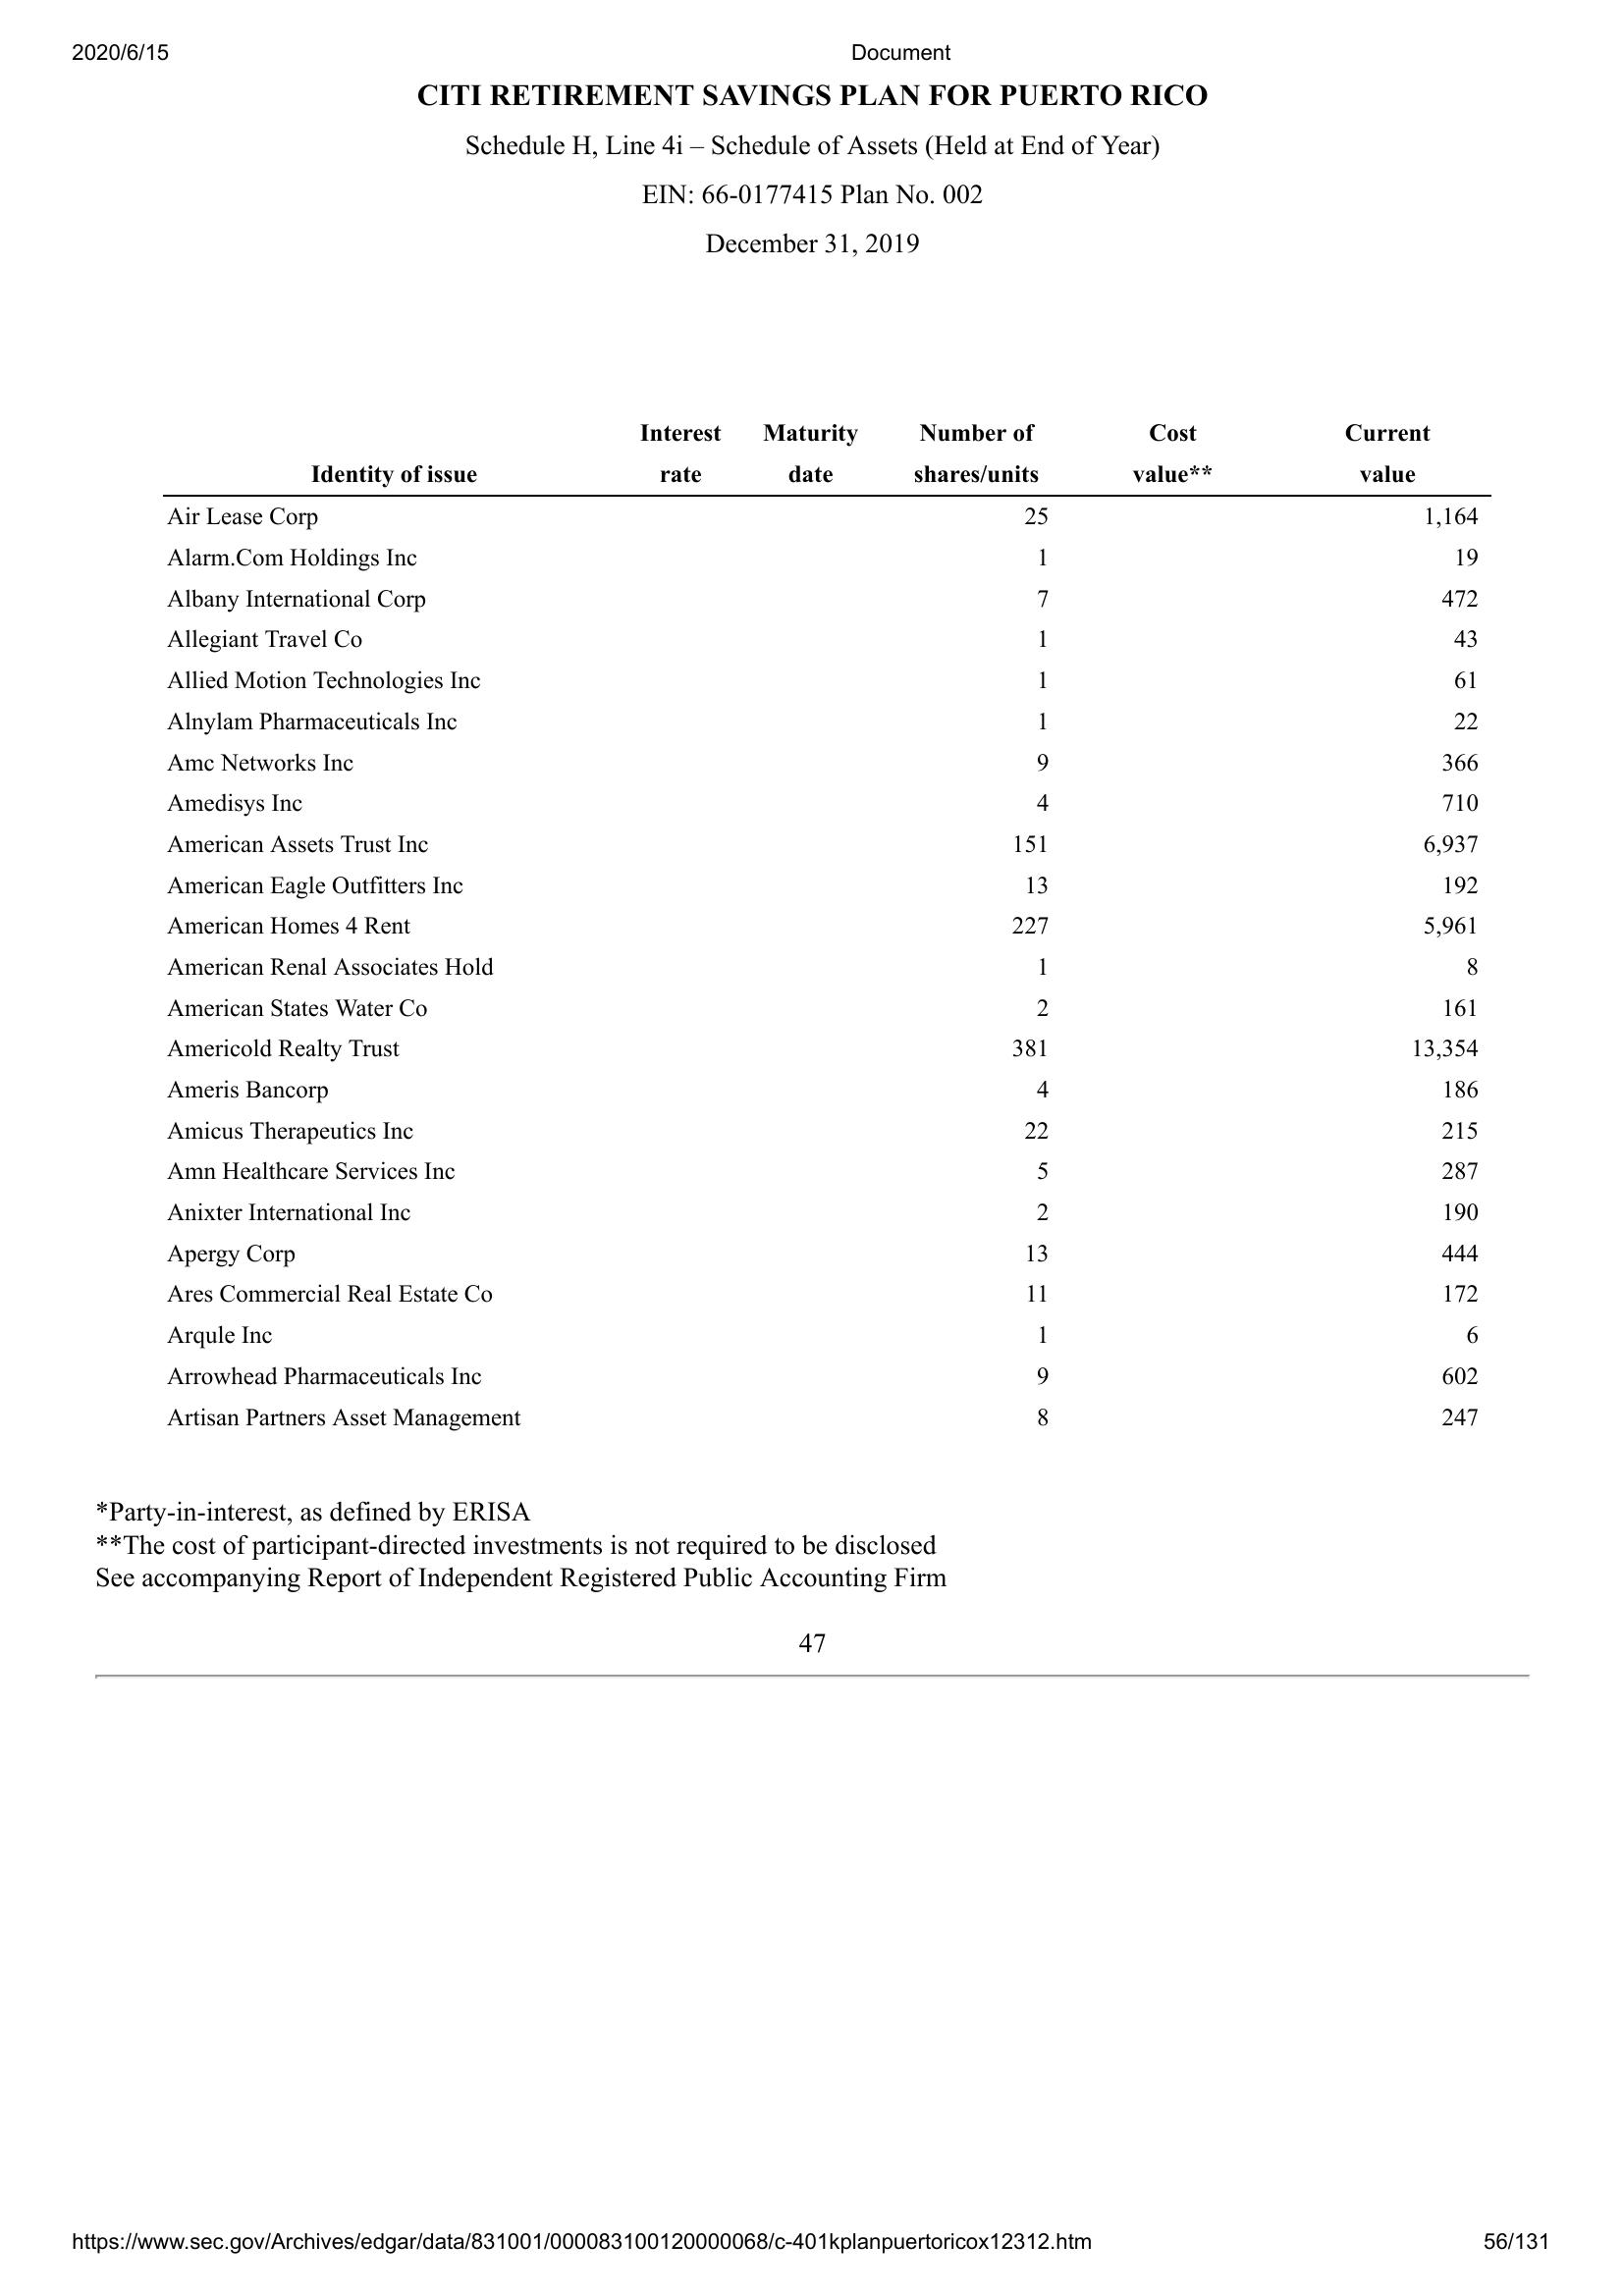 2020/6/15 Document
CITI RETIREMENT SAVINGS PLAN FOR PUERTO RICO
Schedule H, Line 4i – Schedule of Assets (Held at End of Year)
EIN: 66-0177415 Plan No. 002
December 31, 2019
Interest Maturity Number of Cost Current
Identity of issue rate date shares/units value** value
Air Lease Corp 25 1,164
Alarm.Com Holdings Inc 1 19
Albany International Corp 7 472
Allegiant Travel Co 1 43
Allied Motion Technologies Inc 1 61
Alnylam Pharmaceuticals Inc 1 22
Amc Networks Inc 9 366
Amedisys Inc 4 710
American Assets Trust Inc 151 6,937
American Eagle Outfitters Inc 13 192
American Homes 4 Rent 227 5,961
American Renal Associates Hold 1 8
American States Water Co 2 161
Americold Realty Trust 381 13,354
Ameris Bancorp 4 186
Amicus Therapeutics Inc 22 215
Amn Healthcare Services Inc 5 287
Anixter International Inc 2 190
Apergy Corp 13 444
Ares Commercial Real Estate Co 11 172
Arqule Inc 1 6
Arrowhead Pharmaceuticals Inc 9 602
Artisan Partners Asset Management 8 247
*Party-in-interest, as defined by ERISA
**The cost of participant-directed investments is not required to be disclosed
See accompanying Report of Independent Registered Public Accounting Firm
47
https://www.sec.gov/Archives/edgar/data/831001/000083100120000068/c-401kplanpuertoricox12312.htm 56/131